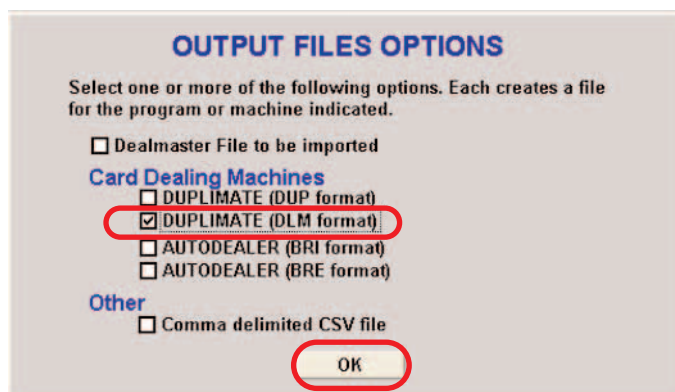 OUTPUT FILES OPTIONS
Select one or more of the following options. Each creates a file
for the program or machine indicated.
Dealmaster File to be imported
Card Dealing Machines
DUPLIMATE (DUP format)
DUPLIMATE (DLM format)
AUTODEALER (BRI format)
AUTODEALER (BRE format)
Other
Comma delimited CSV file
OK